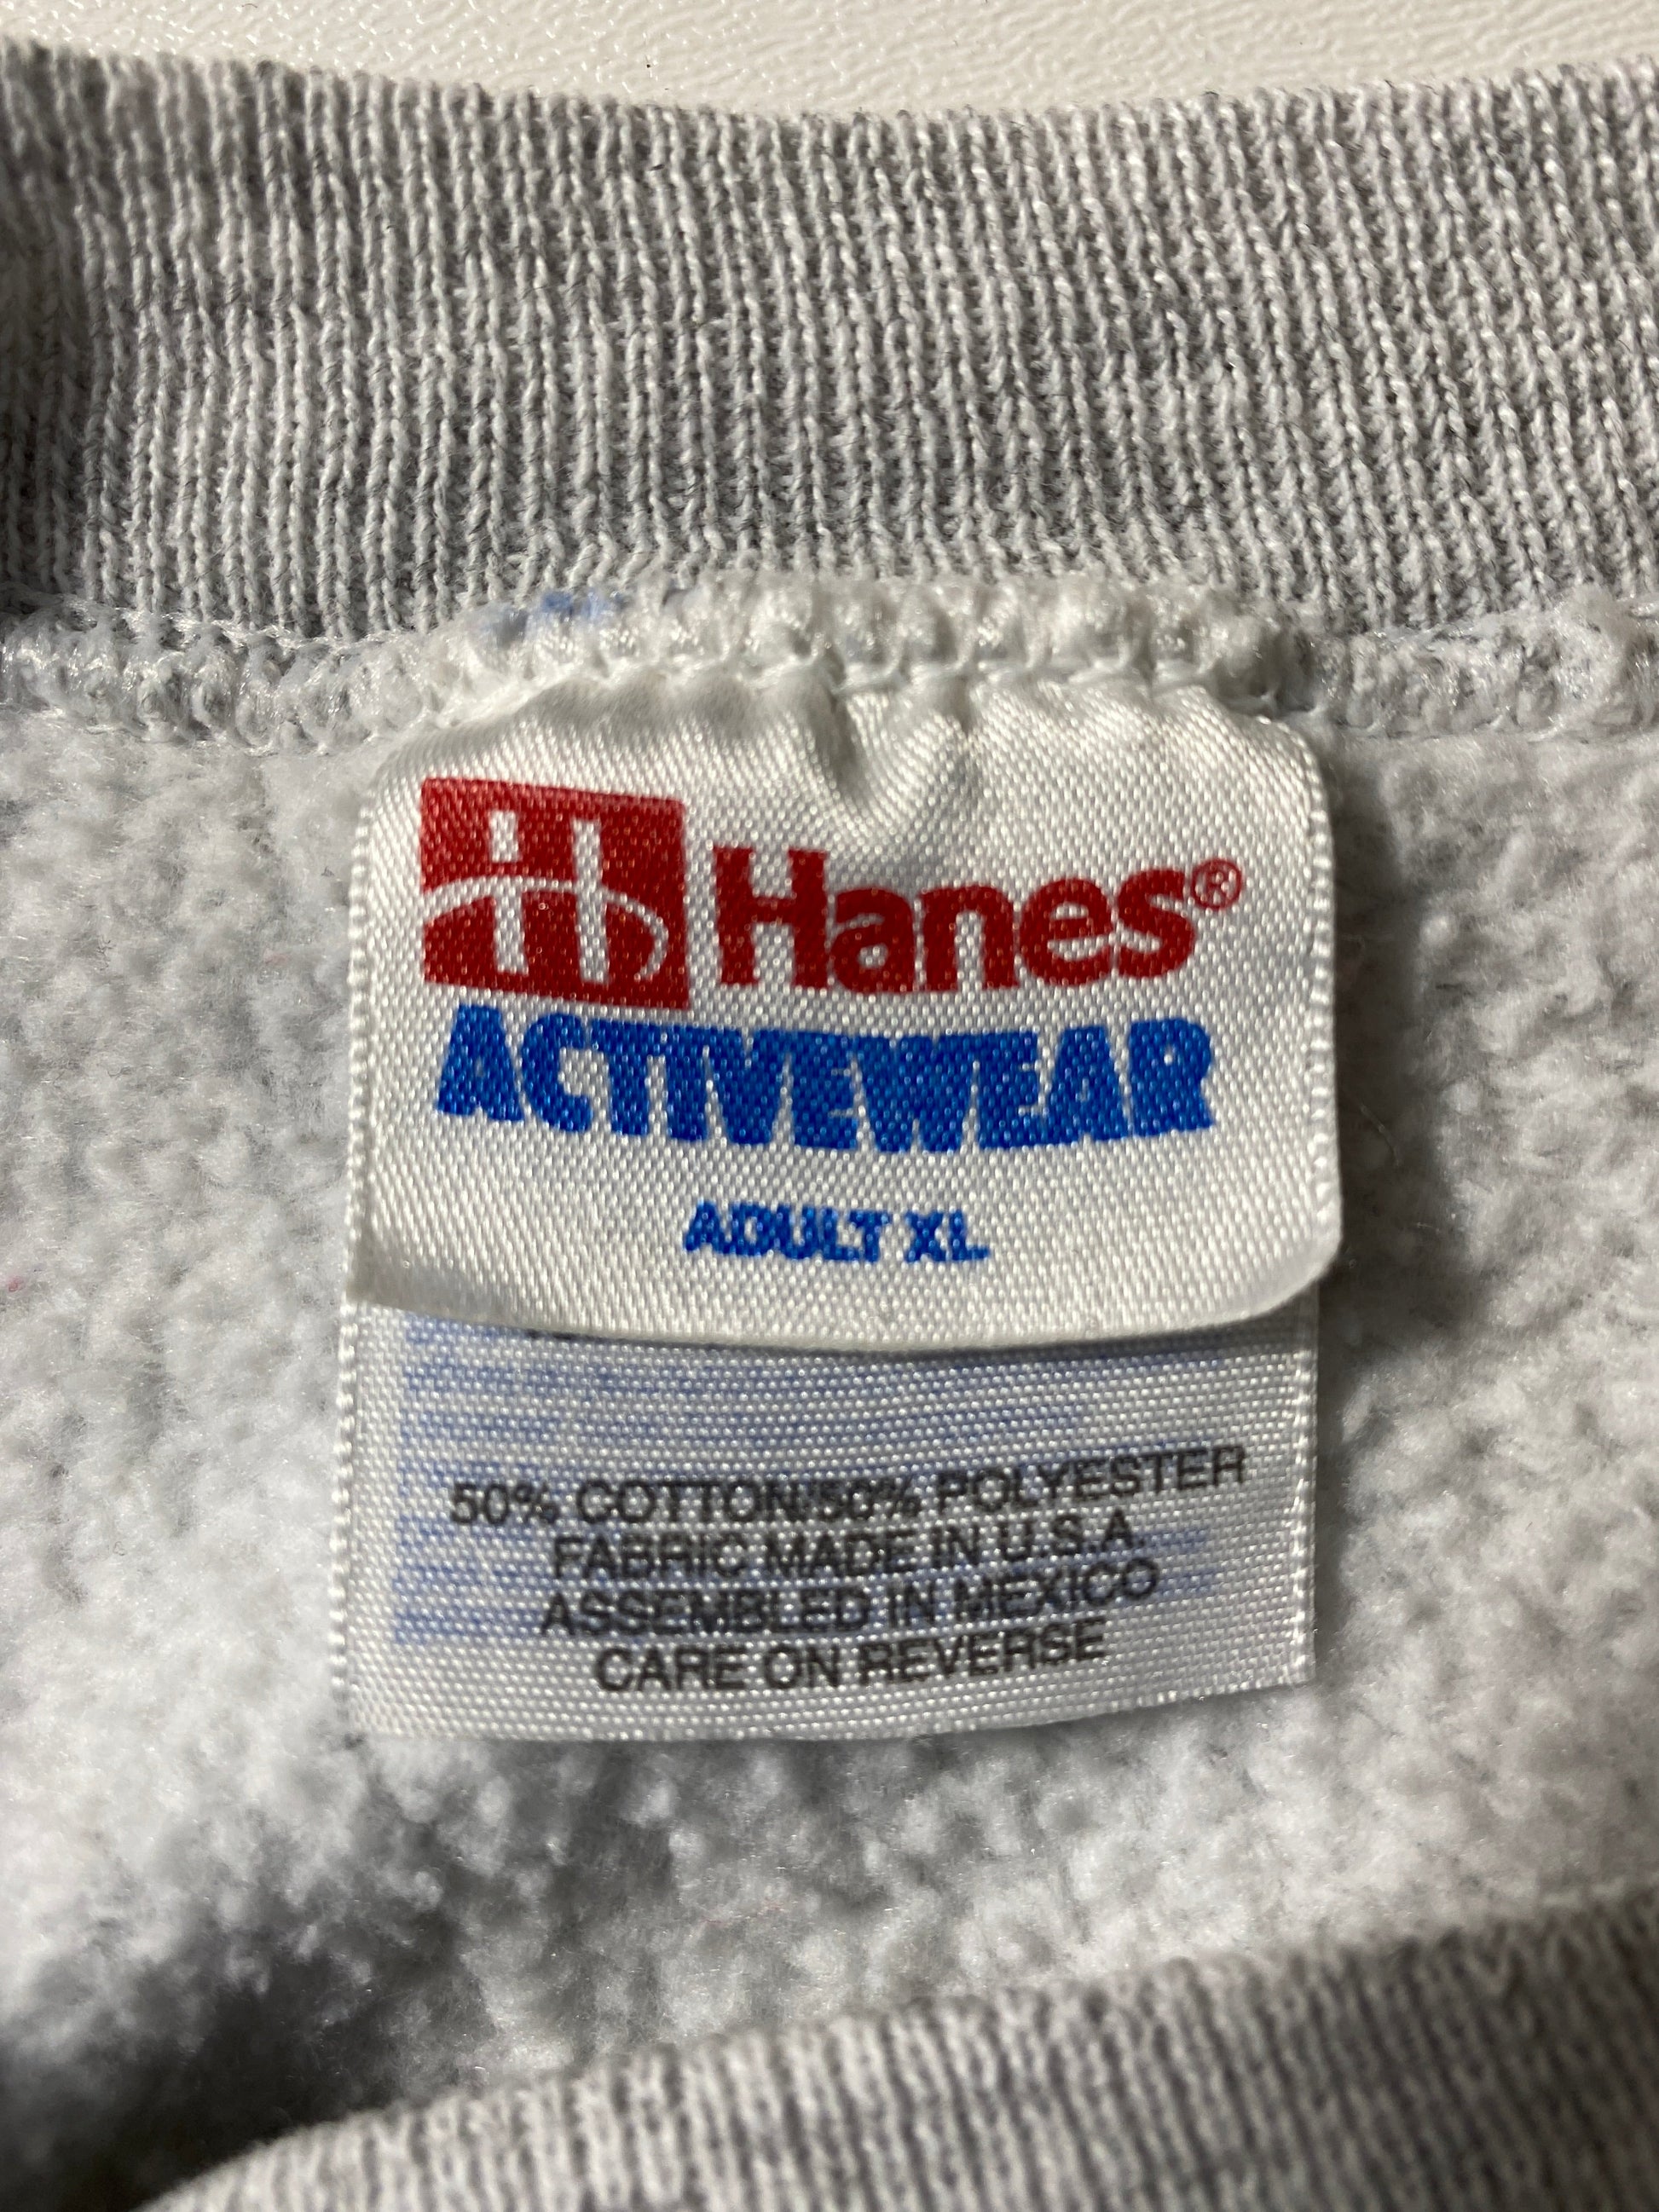 Hanes®
ACTIVEWEAR
ADULT XL
50% COTTON/50% POLYESTER
FABRIC MADE IN U.S.A.
ASSEMBLED IN MEXICO
CARE ON REVERSE